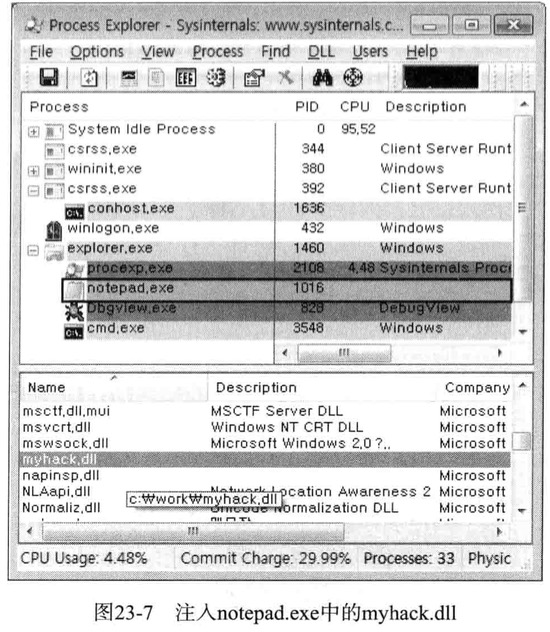 Process Explorer - Sysinternals: www.sysinternals.c...
File Options View Process Find DLL Users Help
Process PID CPU Description
System Idle Process 0 95,52
csrss,exe 344 Client Server Runt
wininit,exe 380 Windows
csrss,exe 392 Client Server Runt
conhost,exe 1636
winlogon,exe 432 Windows
explorer,exe 1460 Windows
procexp,exe 2108 4,48 Sysinternals Proce
notepad,exe 1016
Dbgview,exe 828 DebugView
cmd,exe 3548 Windows
Name Description Company
msctf,dll,mui MSCTF Server DLL Microsoft
msvcrt,dll Windows NT CRT DLL Microsoft
mswsock,dll Microsoft Windows 2,0 ?,. Microsoft
myhack,dll
napinsp,dll Microsoft
NLAapi,dll Location Awareness 2 Microsoft
c:₩work₩myhack,dll
Normaliz,dll Unicode Normalization DLL Microsoft
CPU Usage: 4.48% Commit Charge: 29.99% Processes: 33 Physic
图23-7 注入notepad.exe中的myhack.dll